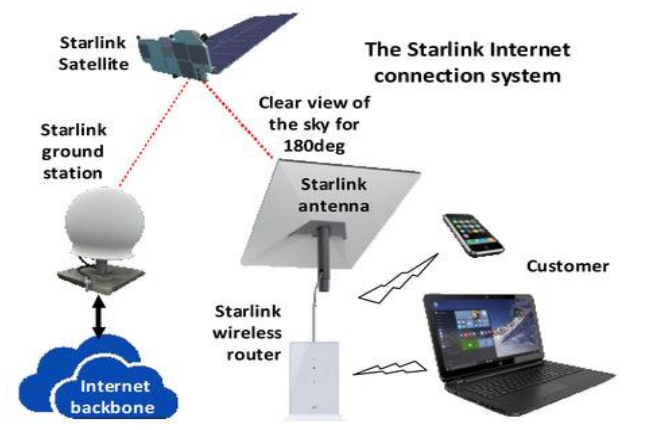 Starlink
Satellite
The Starlink Internet
connection system
Clear view of
the sky for
180deg
Starlink
ground
station
Starlink
antenna
Customer
Starlink
wireless
router
Internet
backbone